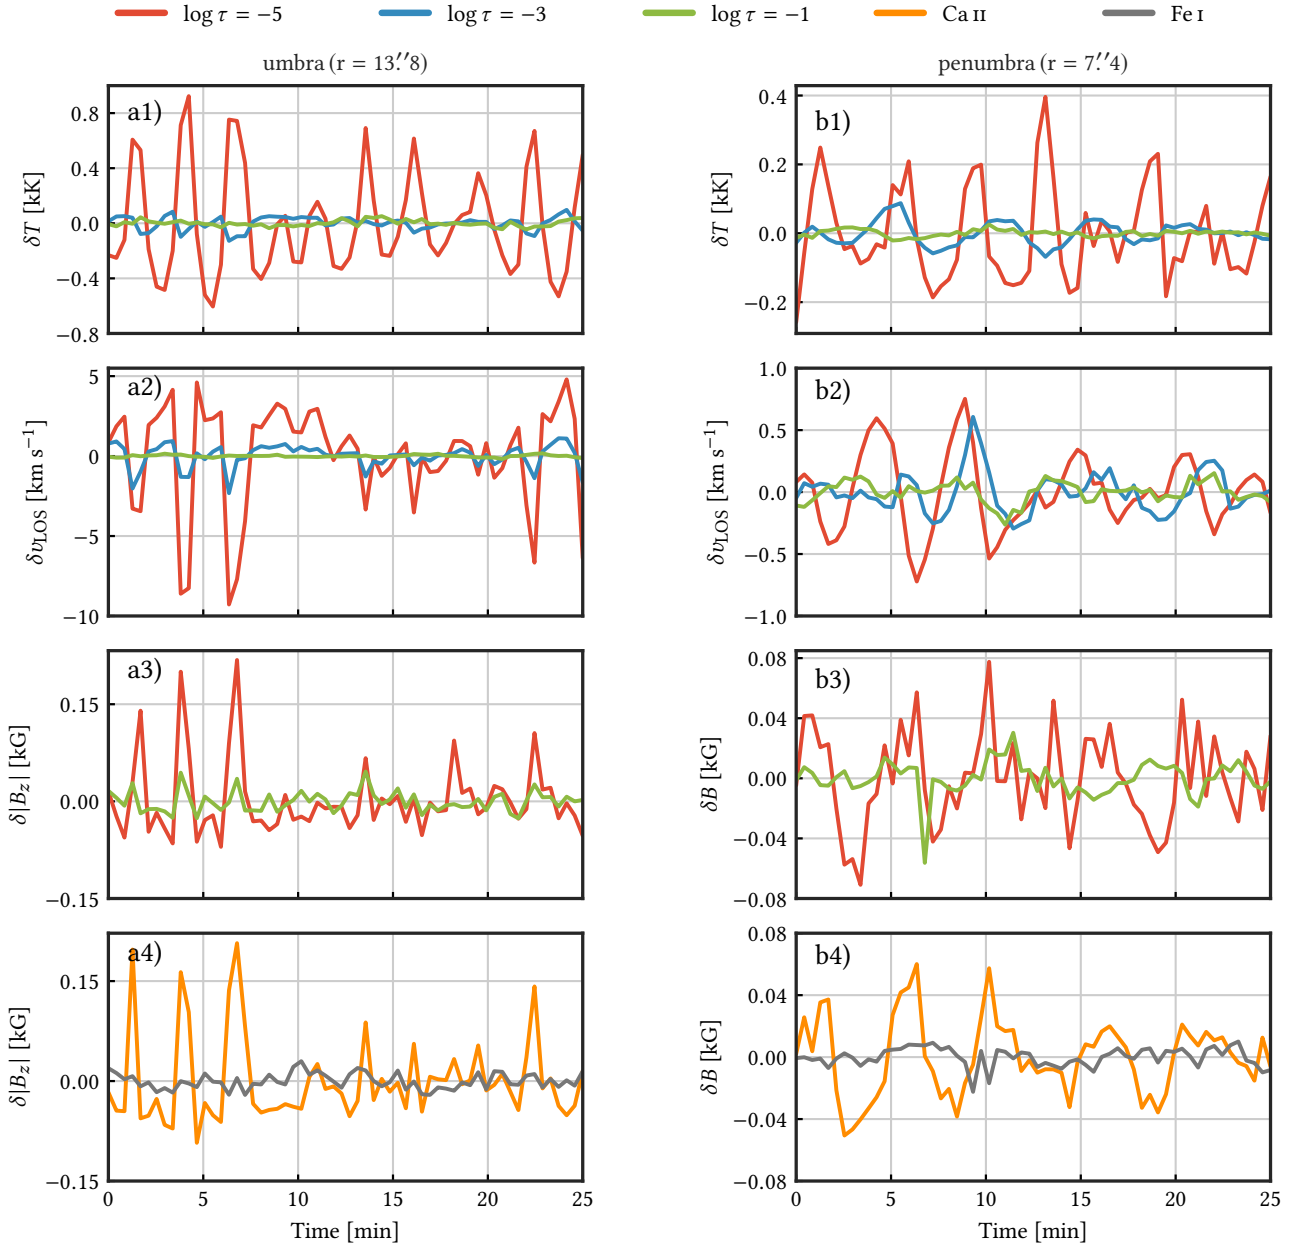 log τ = −5 log τ = −3 log τ = −1 Ca II Fe I
umbra (r = 13.″8) penumbra (r = 7.″4)
a1)
0.8
0.4
0.0
−0.4
−0.8
δT [kK]
b1)
0.4
0.2
0.0
−0.2
δT [kK]
a2)
5
0
−5
−10
δv_LOS [km s⁻¹]
b2)
1.0
0.5
0.0
−0.5
−1.0
δv_LOS [km s⁻¹]
a3)
0.15
0.00
−0.15
δ|B_z| [kG]
b3)
0.08
0.04
0.00
−0.04
−0.08
δB [kG]
a4)
0.15
0.00
−0.15
δ|B_z| [kG]
0 5 10 15 20 25
Time [min]
b4)
0.08
0.04
0.00
−0.04
−0.08
δB [kG]
0 5 10 15 20 25
Time [min]